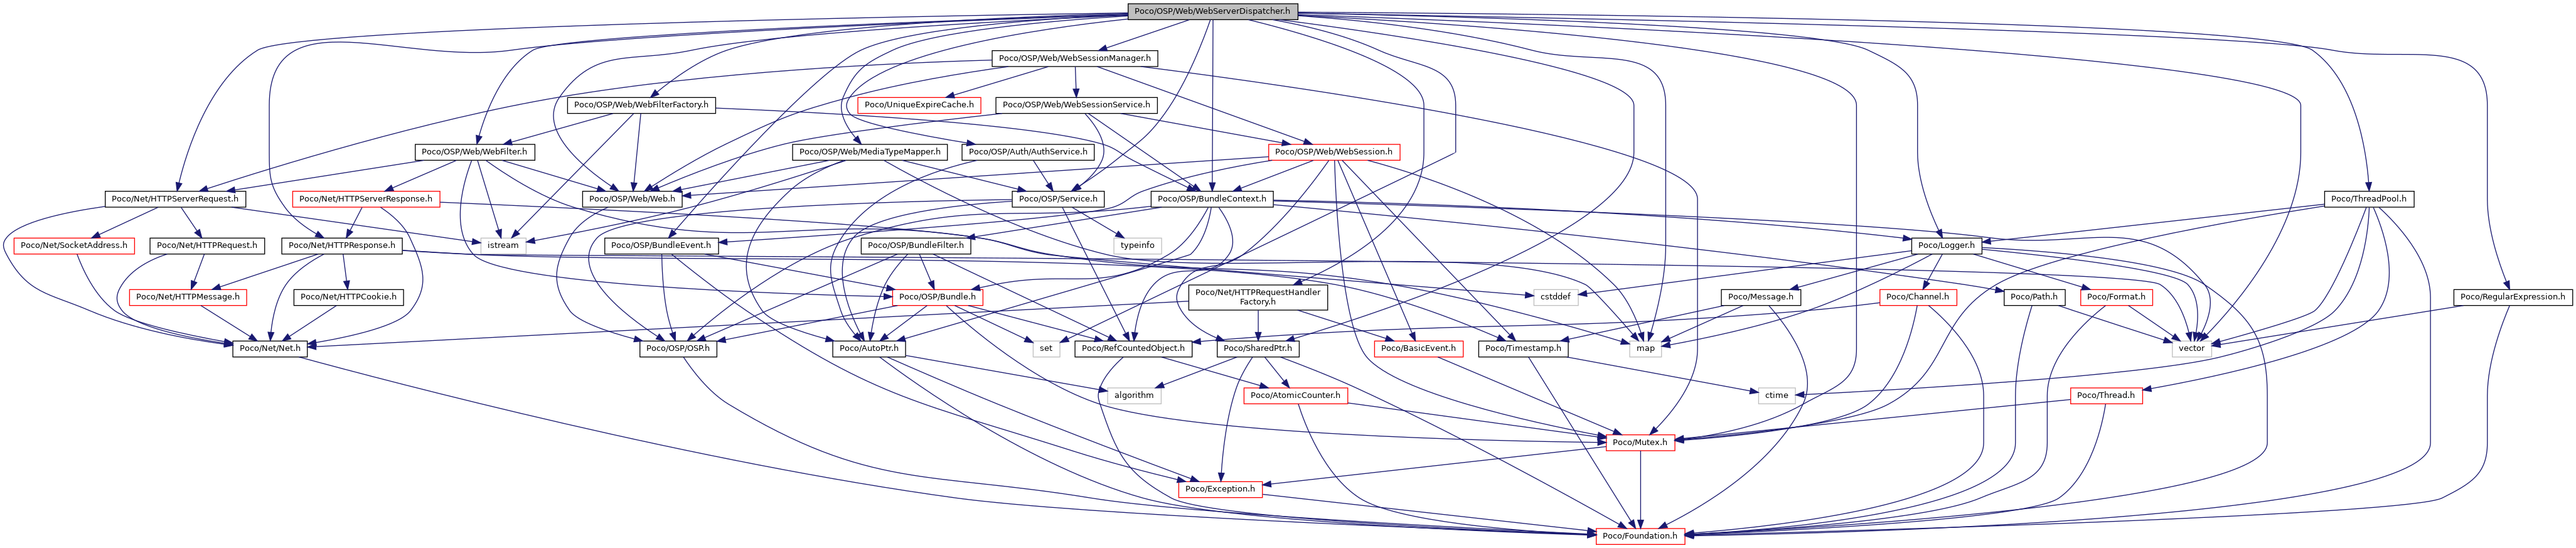 Poco/OSP/Web/WebServerDispatcher.h
Poco/OSP/Web/WebSessionManager.h
Poco/OSP/Web/WebFilterFactory.h
Poco/UniqueExpireCache.h
Poco/OSP/Web/WebSessionService.h
Poco/OSP/Web/WebFilter.h
Poco/OSP/Web/MediaTypeMapper.h
Poco/OSP/Auth/AuthService.h
Poco/OSP/Web/WebSession.h
Poco/Net/HTTPServerRequest.h
Poco/Net/HTTPServerResponse.h
Poco/OSP/Web/Web.h
Poco/OSP/Service.h
Poco/OSP/BundleContext.h
Poco/ThreadPool.h
Poco/Net/SocketAddress.h
Poco/Net/HTTPRequest.h
Poco/Net/HTTPResponse.h
istream
Poco/OSP/BundleEvent.h
Poco/OSP/BundleFilter.h
typeinfo
Poco/Logger.h
Poco/Net/HTTPMessage.h
Poco/Net/HTTPCookie.h
Poco/OSP/Bundle.h
Poco/Net/HTTPRequestHandler
Factory.h
cstddef
Poco/Message.h
Poco/Channel.h
Poco/Path.h
Poco/Format.h
Poco/RegularExpression.h
Poco/Net/Net.h
Poco/OSP/OSP.h
Poco/AutoPtr.h
set
Poco/RefCountedObject.h
Poco/SharedPtr.h
Poco/BasicEvent.h
Poco/Timestamp.h
map
vector
algorithm
Poco/AtomicCounter.h
ctime
Poco/Thread.h
Poco/Mutex.h
Poco/Exception.h
Poco/Foundation.h